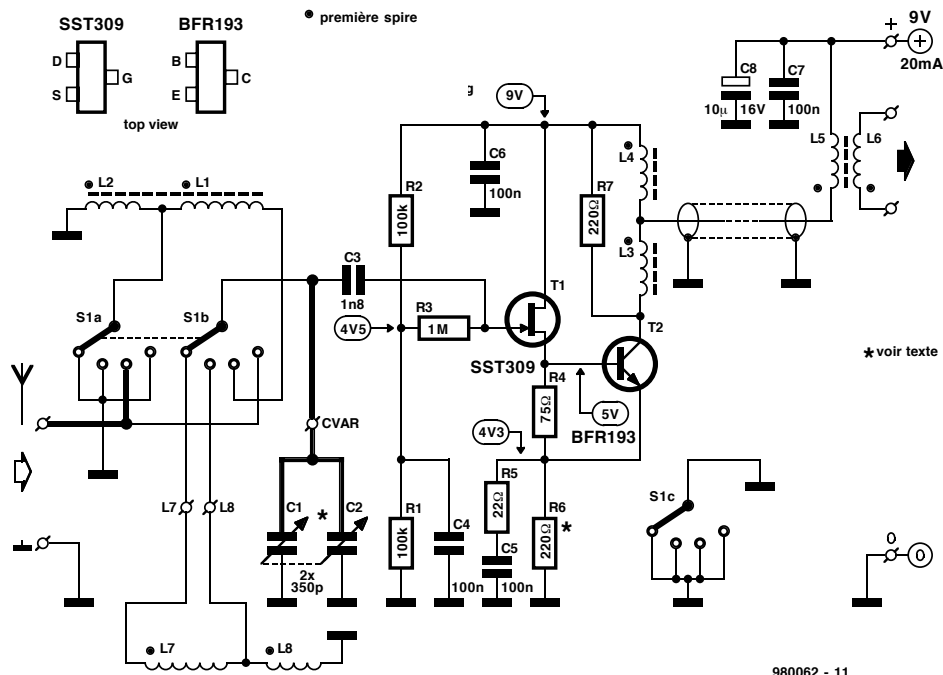 première spire
SST309
BFR193
D
S
G
B
E
C
top view
9V
+
9V
20mA
C8
C7
10µ
16V
100n
L5
L6
L2
L1
R2
100k
C6
100n
R7
220Ω
L4
L3
C3
1n8
T1
S1a
S1b
4V5
R3
1M
T2
SST309
* voir texte
R4
75Ω
5V
BFR193
4V3
CVAR
R5
22Ω
S1c
L7
L8
C1
*
C2
R1
100k
C4
100n
C5
100n
R6
220Ω
*
2x
350p
0
0
L7
L8
980062 - 11